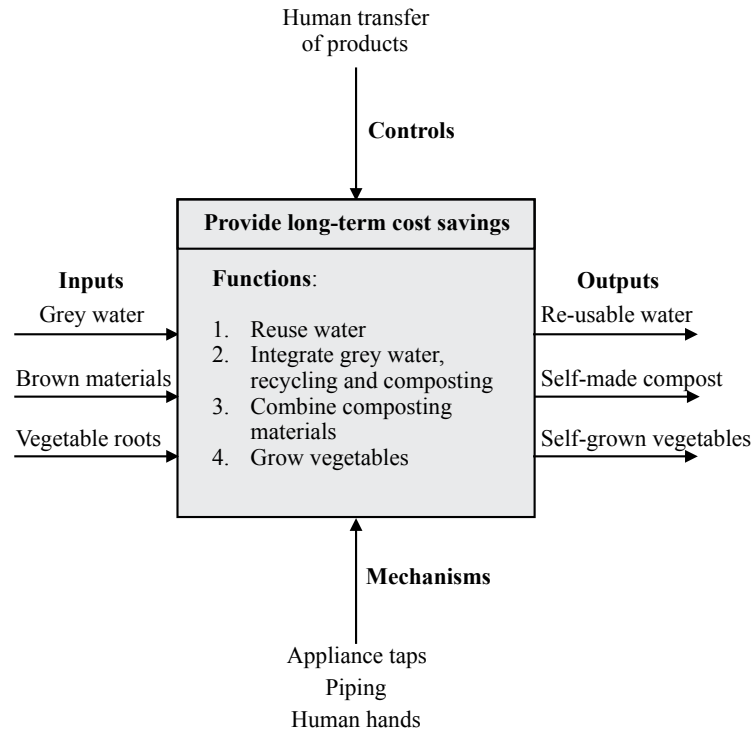 Human transfer
of products
Controls
Provide long-term cost savings
Inputs
Grey water
Brown materials
Vegetable roots
Functions:
1. Reuse water
2. Integrate grey water,
recycling and composting
3. Combine composting
materials
4. Grow vegetables
Outputs
Re-usable water
Self-made compost
Self-grown vegetables
Mechanisms
Appliance taps
Piping
Human hands